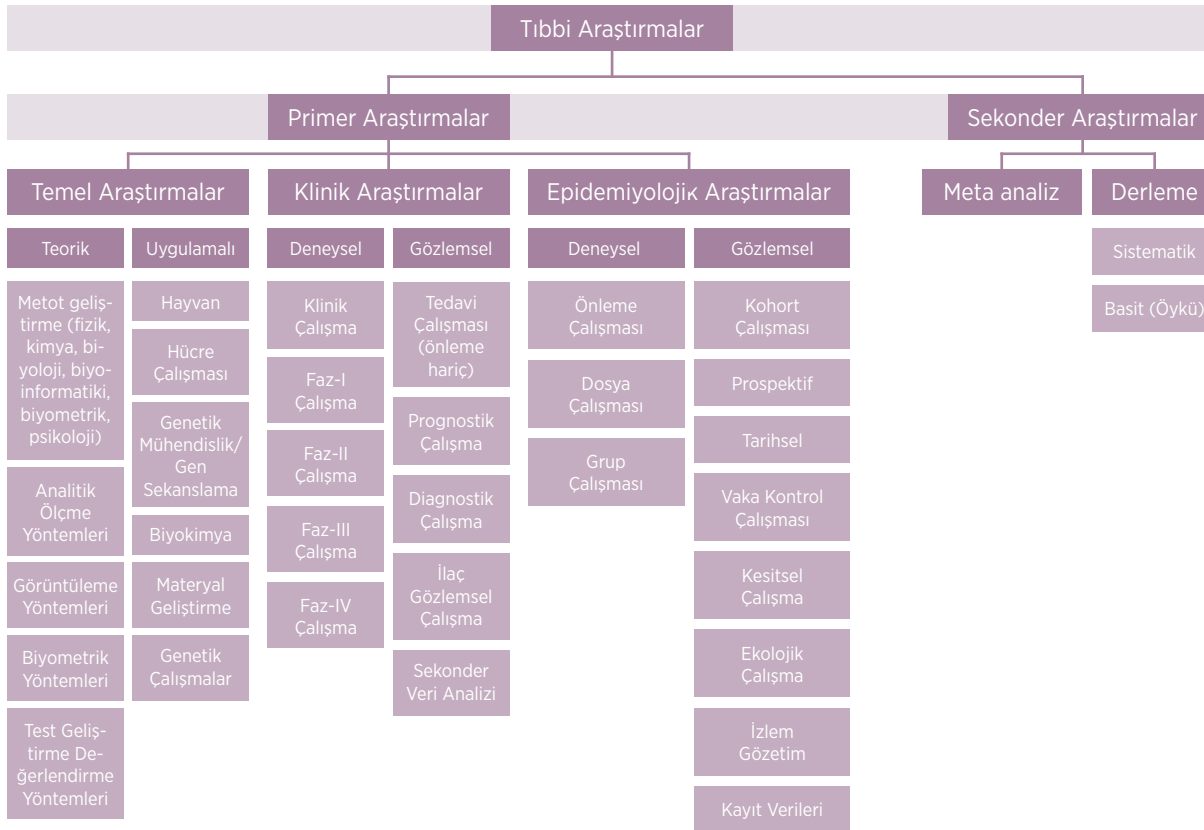 Tıbbi Araştırmalar
Primer Araştırmalar
Sekonder Araştırmalar
Temel Araştırmalar
Klinik Araştırmalar
Epidemiyolojik Araştırmalar
Meta analiz
Derleme
Teorik
Uygulamalı
Deneysel
Gözlemsel
Deneysel
Gözlemsel
Sistematik
Basit (Öykü)
Metot geliş-
tirme (fizik,
kimya, bi-
yoloji, biyo-
informatiki,
biyometrik,
psikoloji)
Analitik
Ölçme
Yöntemleri
Görüntüleme
Yöntemleri
Biyometrik
Yöntemleri
Test Geliş-
tirme De-
ğerlendirme
Yöntemleri
Hayvan
Hücre
Çalışması
Genetik
Mühendislik/
Gen
Sekanslama
Biyokimya
Materyal
Geliştirme
Genetik
Çalışmalar
Klinik
Çalışma
Faz-I
Çalışma
Faz-II
Çalışma
Faz-III
Çalışma
Faz-IV
Çalışma
Tedavi
Çalışması
(önleme
hariç)
Prognostik
Çalışma
Diagnostik
Çalışma
İlaç
Gözlemsel
Çalışma
Sekonder
Veri Analizi
Önleme
Çalışması
Dosya
Çalışması
Grup
Çalışması
Kohort
Çalışması
Prospektif
Tarihsel
Vaka Kontrol
Çalışması
Kesitsel
Çalışma
Ekolojik
Çalışma
İzlem
Gözetim
Kayıt Verileri